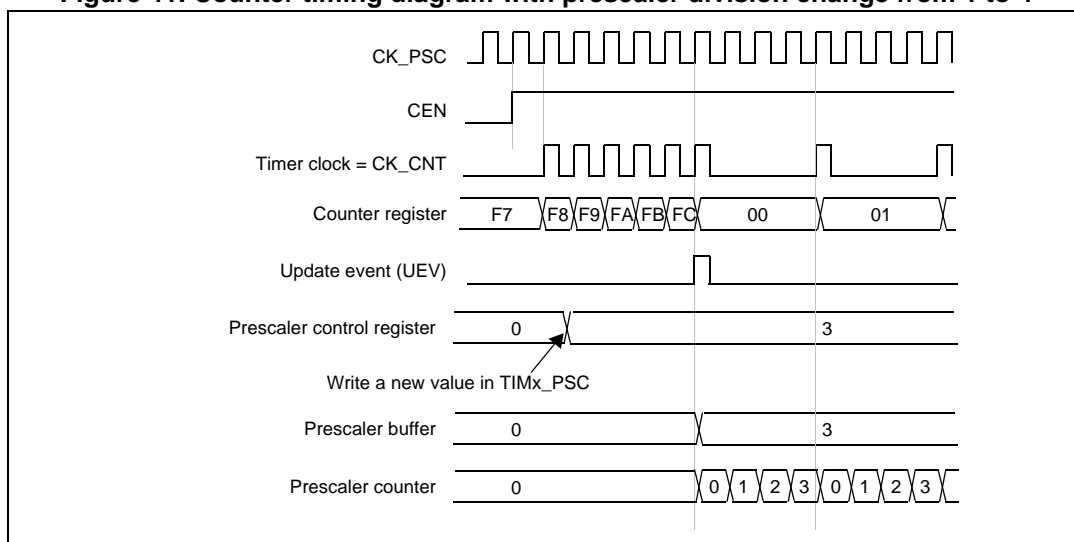 CK_PSC
CEN
Timer clock = CK_CNT
Counter register F7 F8 F9 FA FB FC 00 01
Update event (UEV)
Prescaler control register 0 3
Write a new value in TIMx_PSC
Prescaler buffer 0 3
Prescaler counter 0 0 1 2 3 0 1 2 3